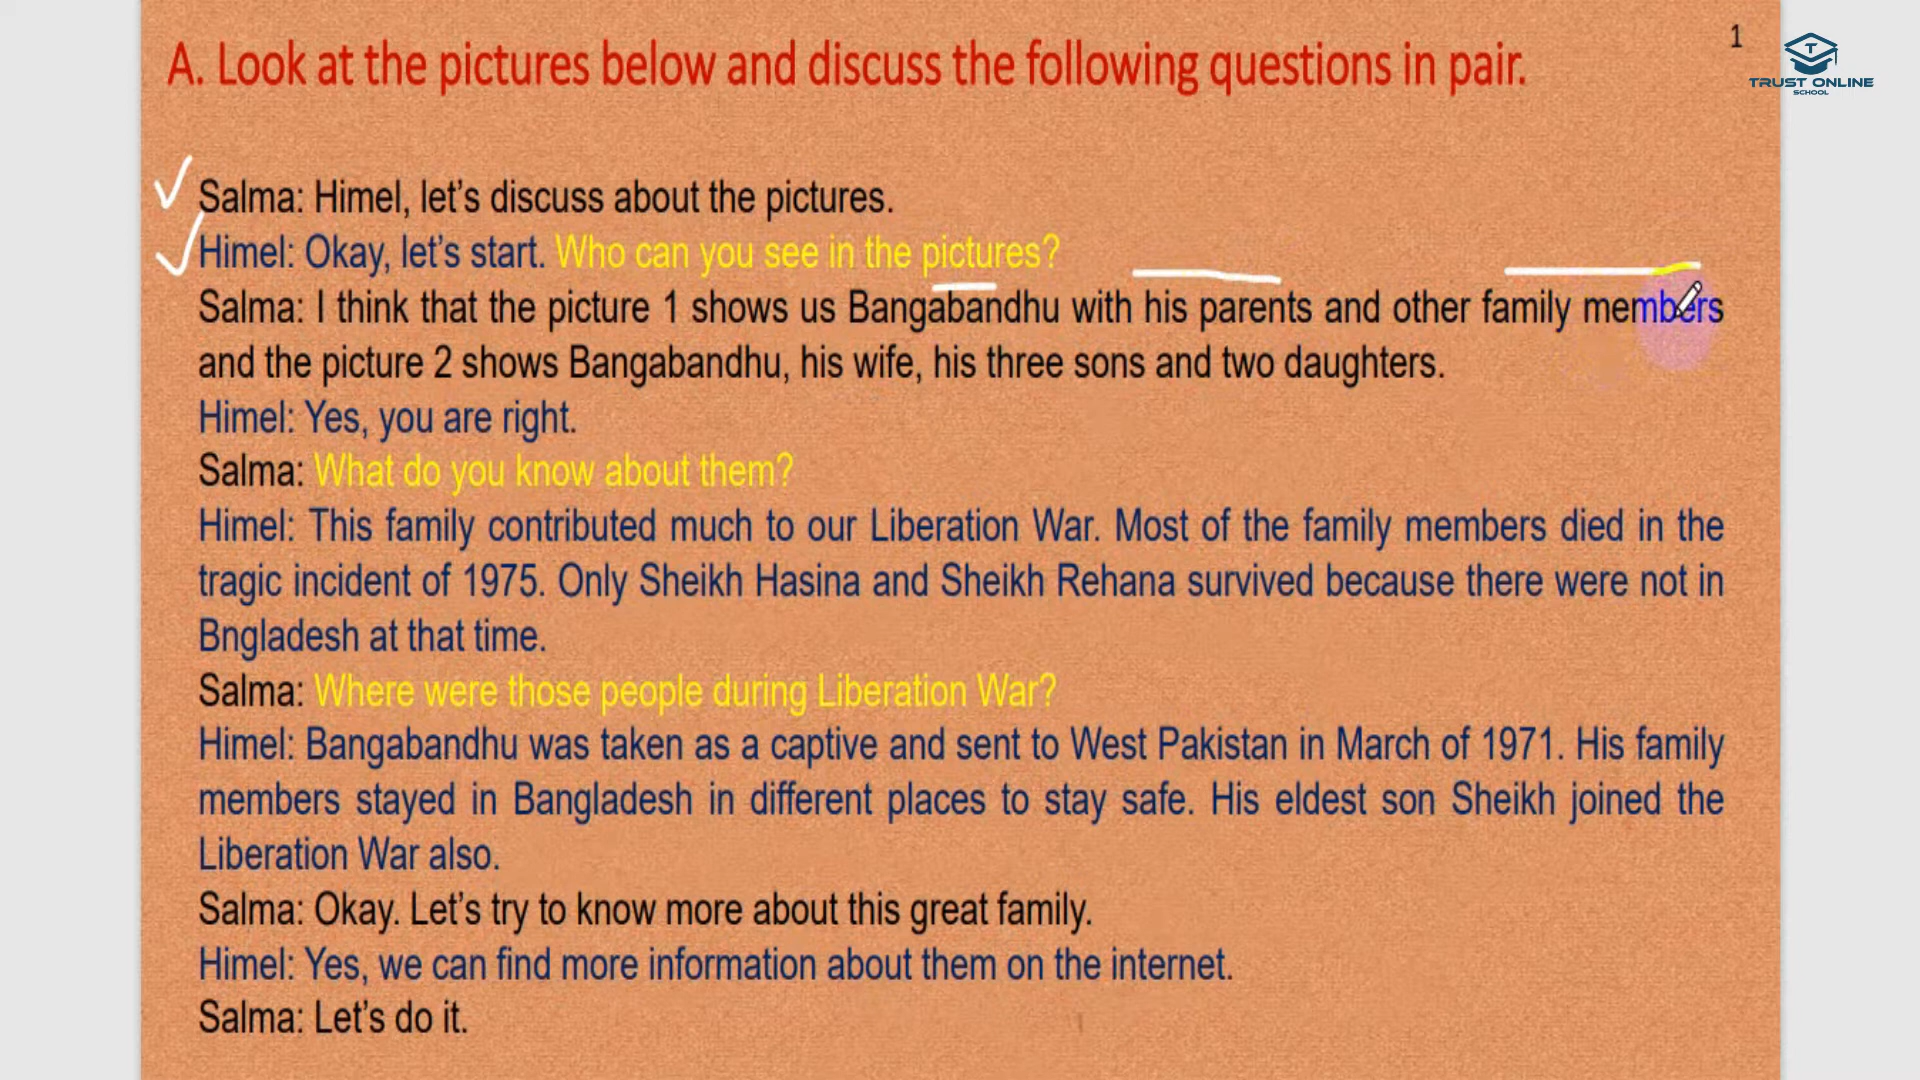 1
A. Look at the pictures below and discuss the following questions in pair.
TRUST ONLINE
SCHOOL
Salma: Himel, let's discuss about the pictures.
Himel: Okay, let's start. Who can you see in the pictures?
Salma: I think that the picture 1 shows us Bangabandhu with his parents and other family members
and the picture 2 shows Bangabandhu, his wife, his three sons and two daughters.
Himel: Yes, you are right.
Salma: What do you know about them?
Himel: This family contributed much to our Liberation War. Most of the family members died in the
tragic incident of 1975. Only Sheikh Hasina and Sheikh Rehana survived because there were not in
Bngladesh at that time.
Salma: Where were those people during Liberation War?
Himel: Bangabandhu was taken as a captive and sent to West Pakistan in March of 1971. His family
members stayed in Bangladesh in different places to stay safe. His eldest son Sheikh joined the
Liberation War also.
Salma: Okay. Let's try to know more about this great family.
Himel: Yes, we can find more information about them on the internet.
Salma: Let's do it.